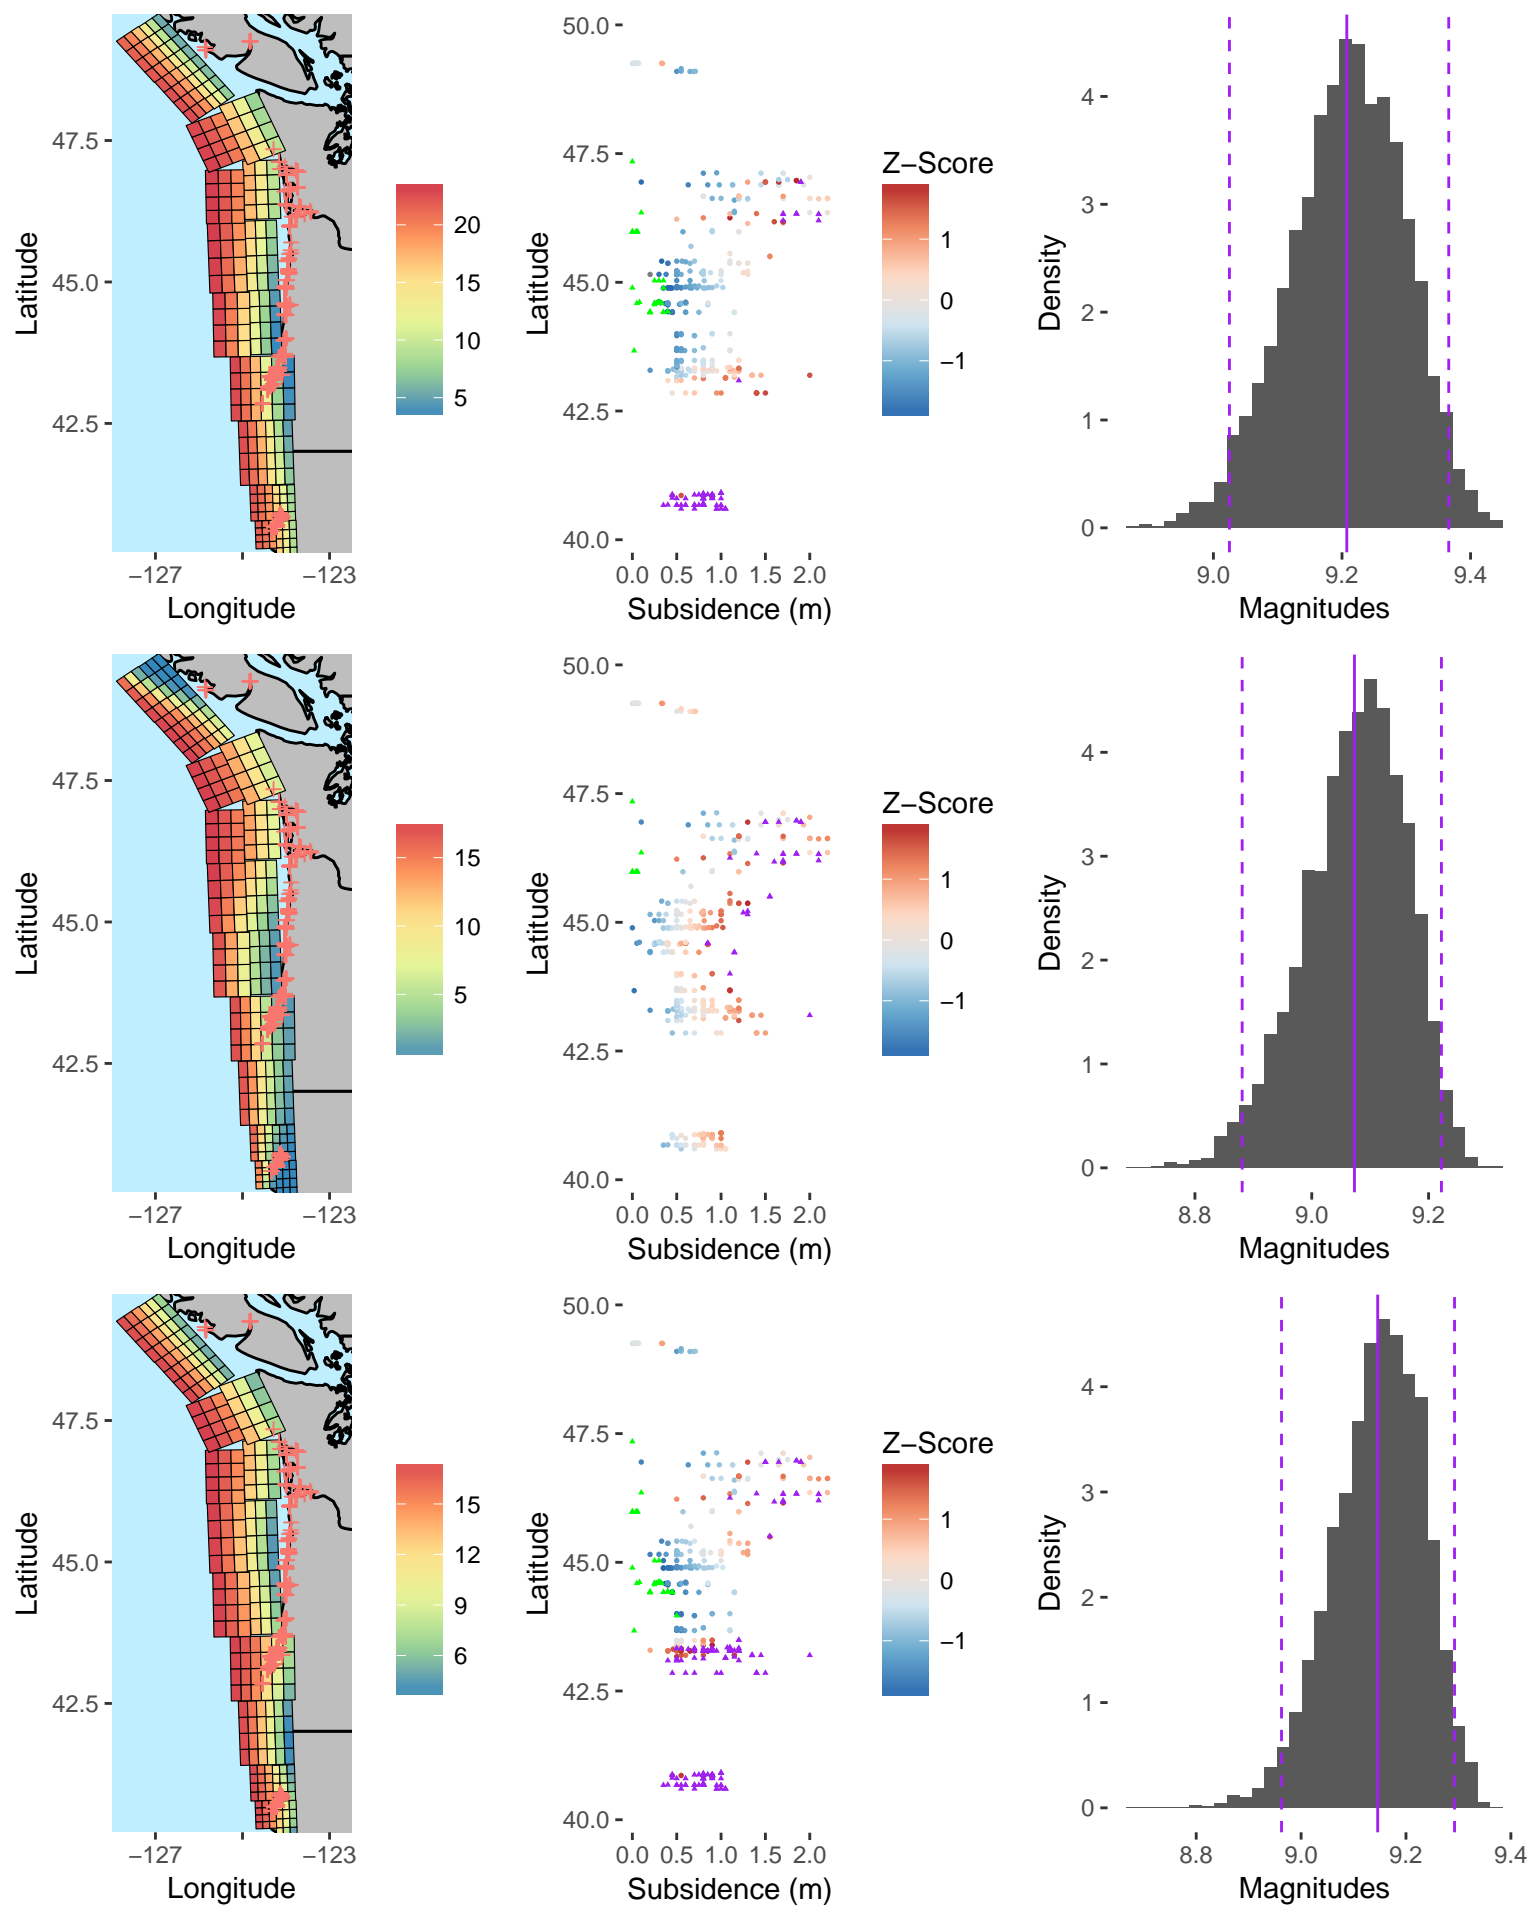 47.5
45.0
42.5
Latitude
−127
−123
Longitude
20
15
10
5
50.0
47.5
45.0
42.5
40.0
Latitude
0.0 0.5 1.0 1.5 2.0
Subsidence (m)
Z−Score
1
0
−1
4
3
2
1
0
Density
9.0 9.2 9.4
Magnitudes
47.5
45.0
42.5
Latitude
−127
−123
Longitude
15
10
5
50.0
47.5
45.0
42.5
40.0
Latitude
0.0 0.5 1.0 1.5 2.0
Subsidence (m)
Z−Score
1
0
−1
4
3
2
1
0
Density
8.8 9.0 9.2
Magnitudes
47.5
45.0
42.5
Latitude
−127
−123
Longitude
15
12
9
6
50.0
47.5
45.0
42.5
40.0
Latitude
0.0 0.5 1.0 1.5 2.0
Subsidence (m)
Z−Score
1
0
−1
4
3
2
1
0
Density
8.8 9.0 9.2 9.4
Magnitudes